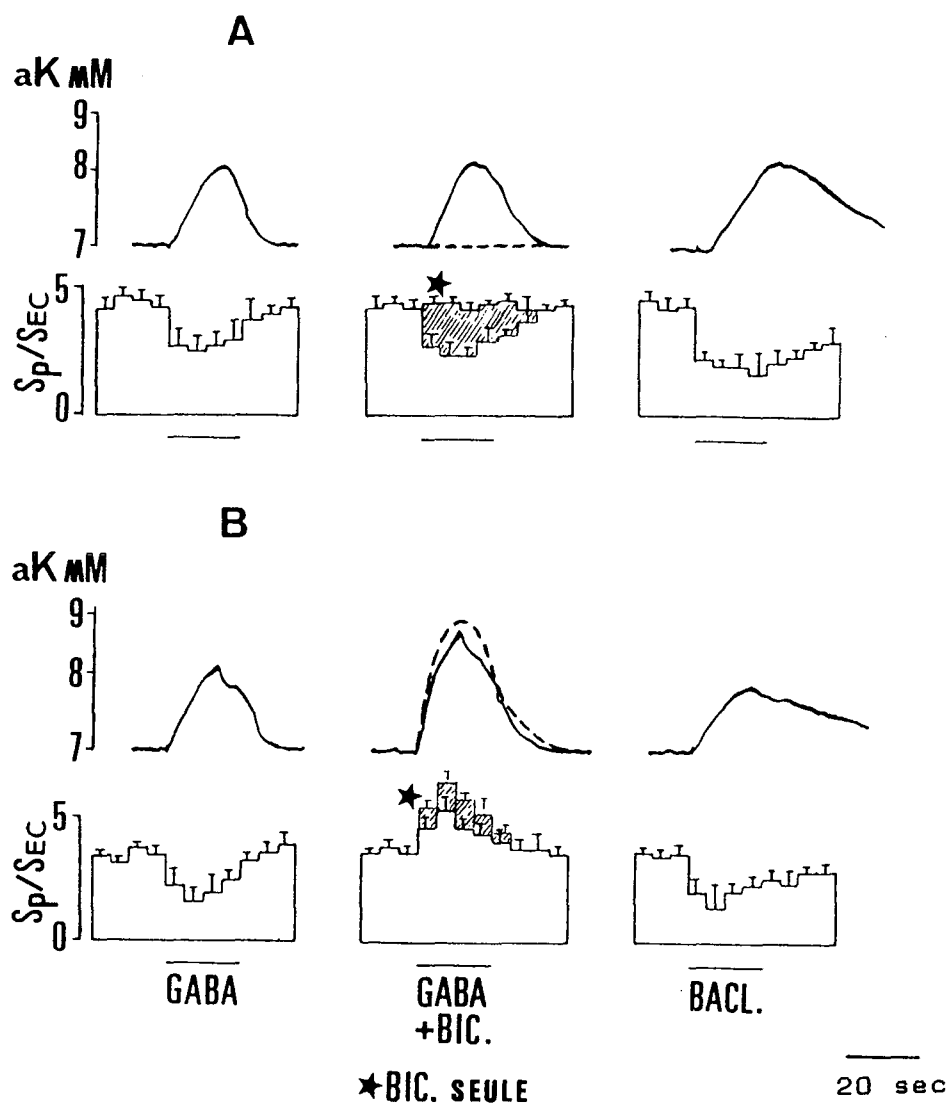 A
aK mM
9
8
7
Sp/SEC
5
0
★
B
aK mM
9
8
7
Sp/SEC
5
0
★
GABA
GABA
+BIC.
BACL.
★BIC. SEULE
20 sec